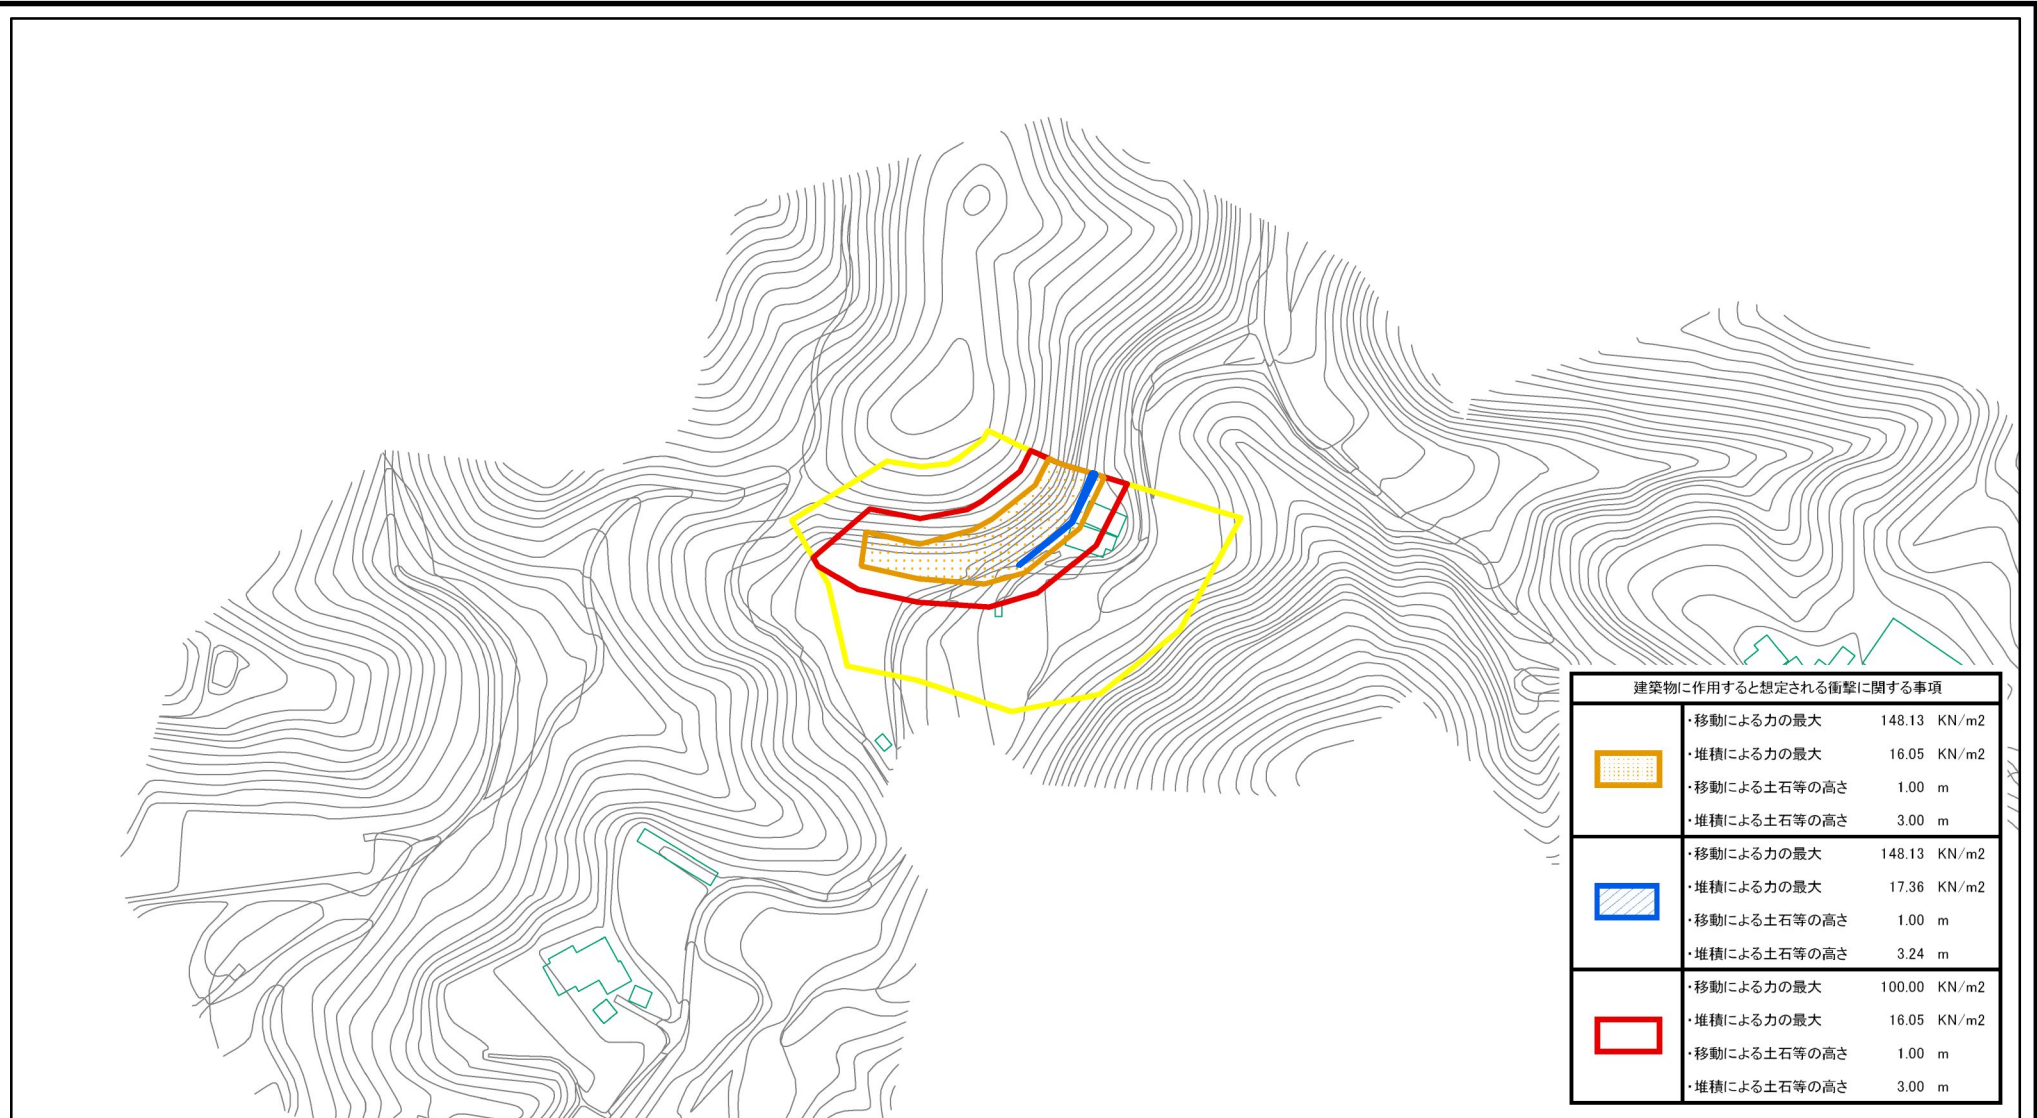 建築物に作用すると想定される衝撃に関する事項
・移動による力の最大 148.13 KN/m2
・堆積による力の最大 16.05 KN/m2
・移動による土石等の高さ 1.00 m
・堆積による土石等の高さ 3.00 m
・移動による力の最大 148.13 KN/m2
・堆積による力の最大 17.36 KN/m2
・移動による土石等の高さ 1.00 m
・堆積による土石等の高さ 3.24 m
・移動による力の最大 100.00 KN/m2
・堆積による力の最大 16.05 KN/m2
・移動による土石等の高さ 1.00 m
・堆積による土石等の高さ 3.00 m